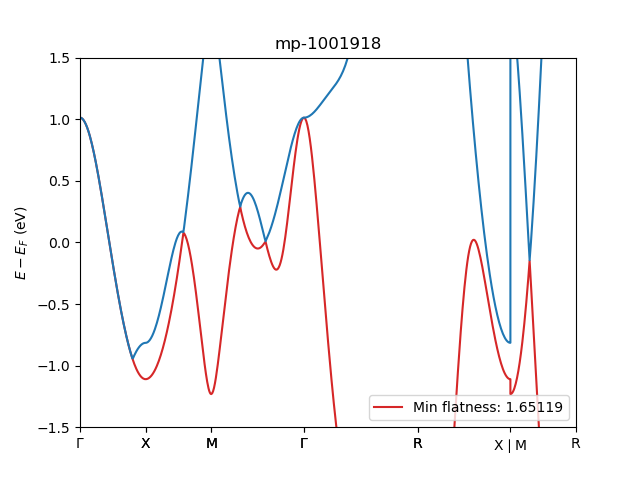 mp-1001918
1.5
1.0
0.5
0.0
−0.5
−1.0
−1.5
E − E_F (eV)
Min flatness: 1.65119
Γ X M Γ R X | M R